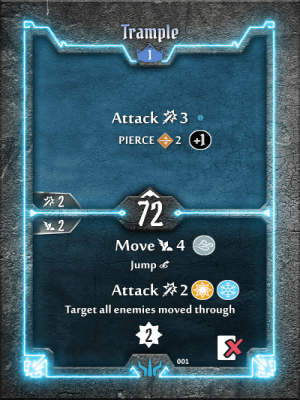 Trample
1
Attack 3
PIERCE 2 +1
2
72
2
Move 4
Jump
Attack 2
Target all enemies moved through
2
001